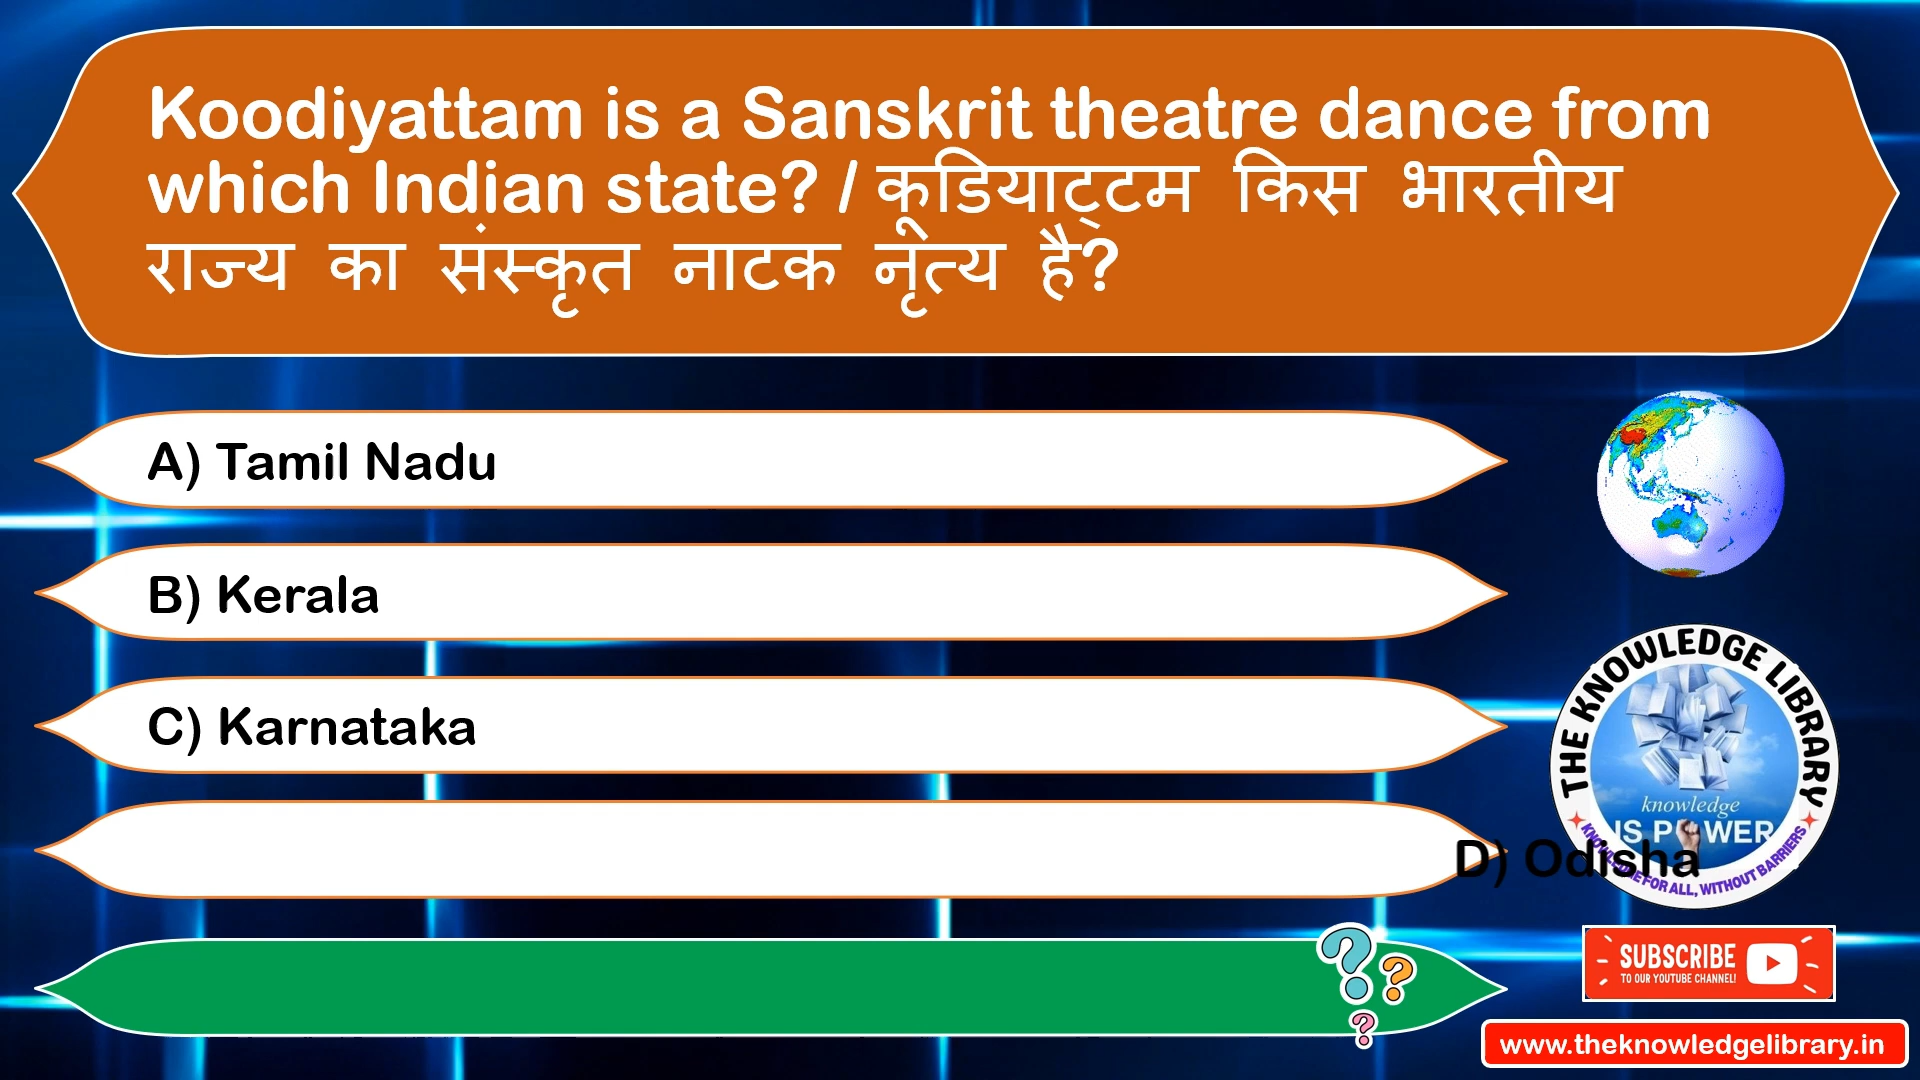 Koodiyattam is a Sanskrit theatre dance from
which Indian state? / कूडियाट्टम किस भारतीय
राज्य का संस्कृत नाटक नृत्य है?
A) Tamil Nadu
B) Kerala
C) Karnataka
D) Odisha
THE KNOWLEDGE LIBRARY
knowledge
IS POWER
FOR ALL, WITHOUT BARRIERS
SUBSCRIBE
TO OUR YOUTUBE CHANNEL!
www.theknowledgelibrary.in